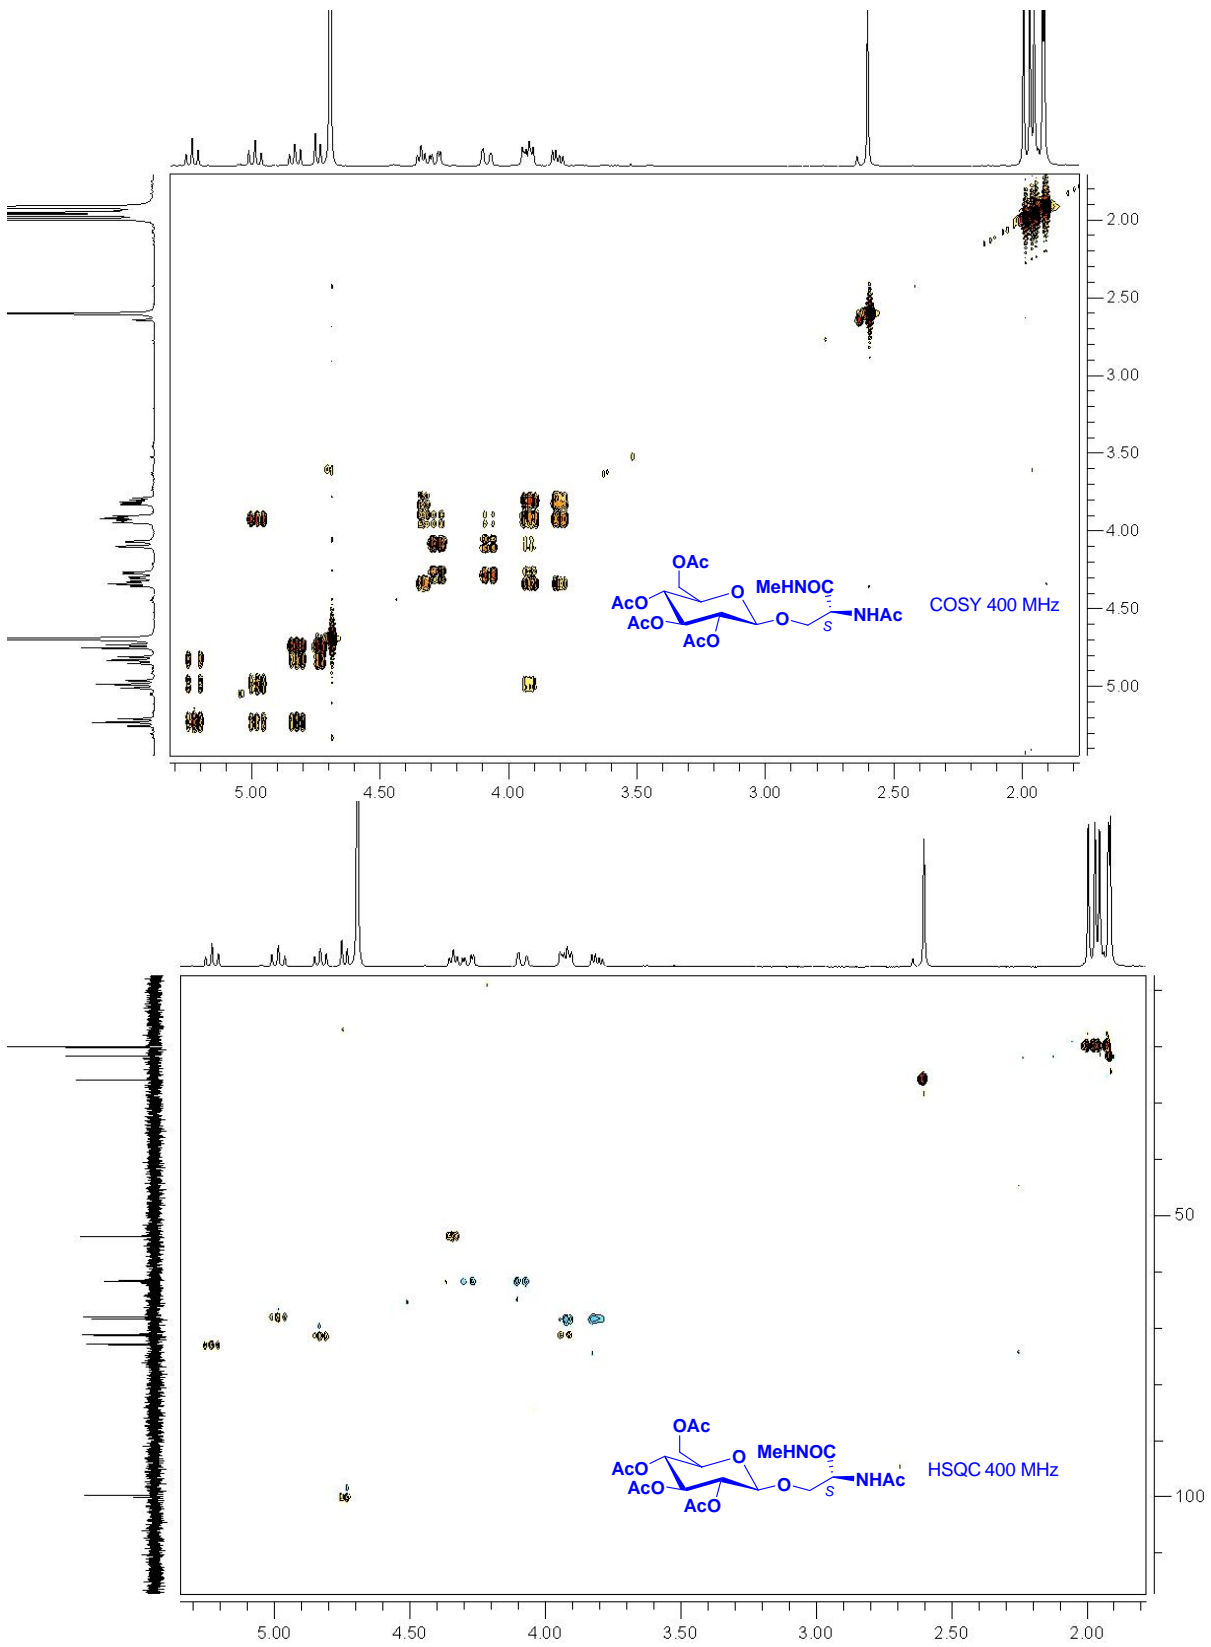 2.00
2.50
3.00
3.50
4.00
4.50
5.00
OAc
O
MeHNOC
AcO
AcO
O
NHAc
S
AcO
COSY 400 MHz
5.00 4.50 4.00 3.50 3.00 2.50 2.00
50
100
OAc
O
MeHNOC
AcO
AcO
O
NHAc
S
AcO
HSQC 400 MHz
5.00 4.50 4.00 3.50 3.00 2.50 2.00